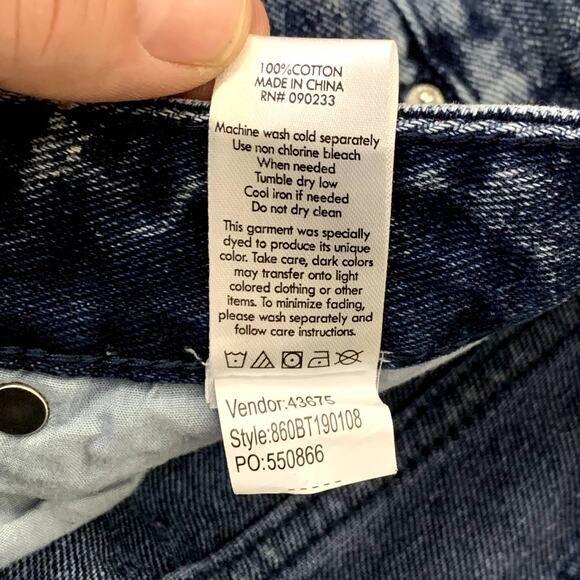 100%COTTON
MADE IN CHINA
RN# 090233
Machine wash cold separately
Use non chlorine bleach
When needed
Tumble dry low
Cool iron if needed
Do not dry clean
This garment was specially
dyed to produce its unique
color. Take care, dark colors
may transfer onto light
colored clothing or other
items. To minimize fading,
please wash separately and
follow care instructions.
Vendor:43675
Style:860BT190108
PO:550866